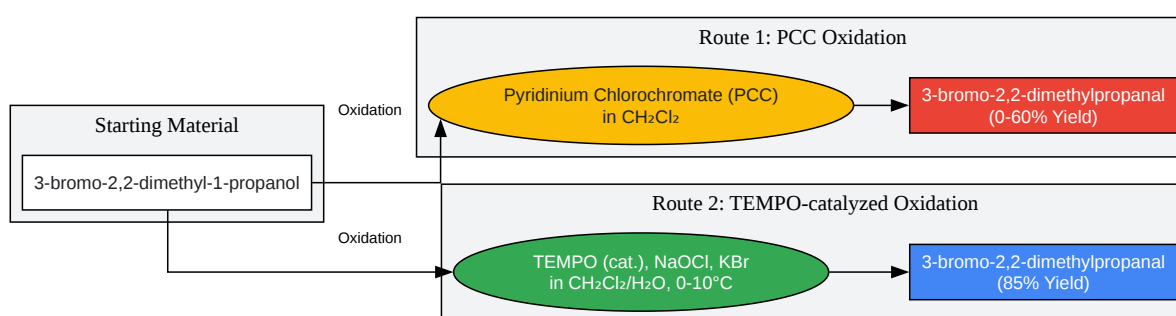 Route 1: PCC Oxidation
Pyridinium Chlorochromate (PCC)
in CH₂Cl₂
3-bromo-2,2-dimethylpropanal
(0-60% Yield)
Oxidation
Starting Material
3-bromo-2,2-dimethyl-1-propanol
Route 2: TEMPO-catalyzed Oxidation
Oxidation
TEMPO (cat.), NaOCl, KBr
in CH₂Cl₂/H₂O, 0-10°C
3-bromo-2,2-dimethylpropanal
(85% Yield)